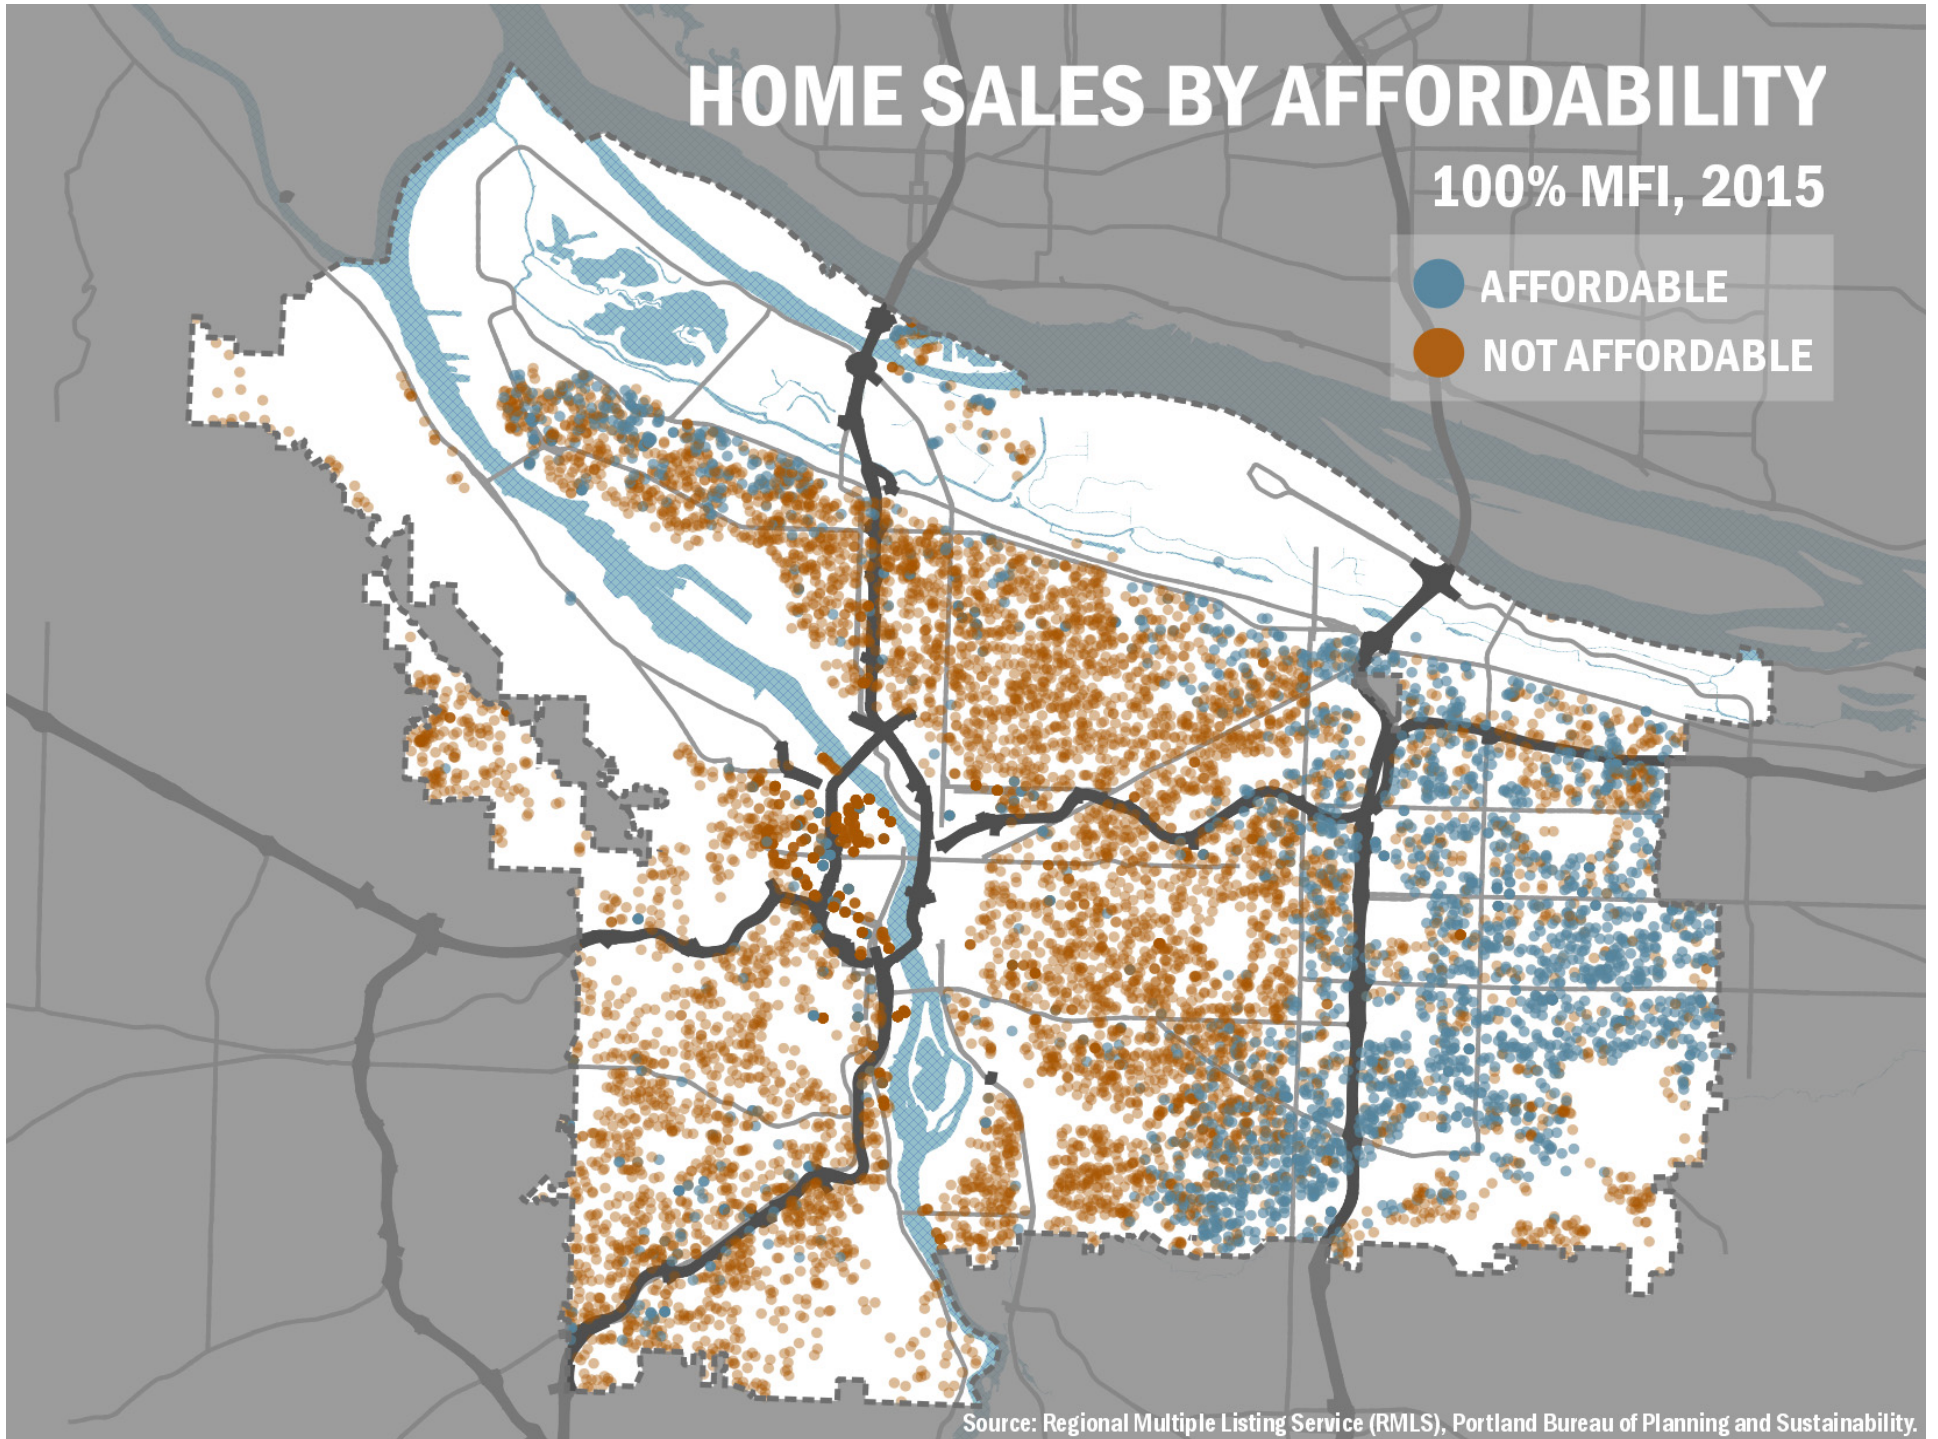 HOME SALES BY AFFORDABILITY
100% MFI, 2015
AFFORDABLE
NOT AFFORDABLE
Source: Regional Multiple Listing Service (RMLS), Portland Bureau of Planning and Sustainability.